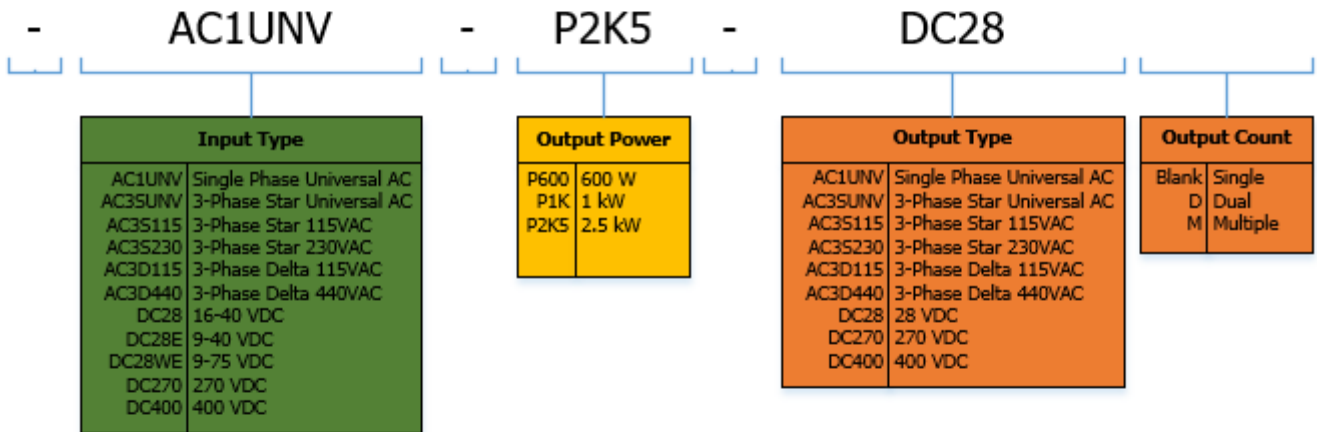 - AC1UNV - P2K5 - DC28
Input Type
AC1UNV Single Phase Universal AC
AC3SUNV 3-Phase Star Universal AC
AC3S115 3-Phase Star 115VAC
AC3S230 3-Phase Star 230VAC
AC3D115 3-Phase Delta 115VAC
AC3D440 3-Phase Delta 440VAC
DC28 16-40 VDC
DC28E 9-40 VDC
DC28WE 9-75 VDC
DC270 270 VDC
DC400 400 VDC
Output Power
P600 600 W
P1K 1 kW
P2K5 2.5 kW
Output Type
AC1UNV Single Phase Universal AC
AC3SUNV 3-Phase Star Universal AC
AC3S115 3-Phase Star 115VAC
AC3S230 3-Phase Star 230VAC
AC3D115 3-Phase Delta 115VAC
AC3D440 3-Phase Delta 440VAC
DC28 28 VDC
DC270 270 VDC
DC400 400 VDC
Output Count
Blank Single
D Dual
M Multiple